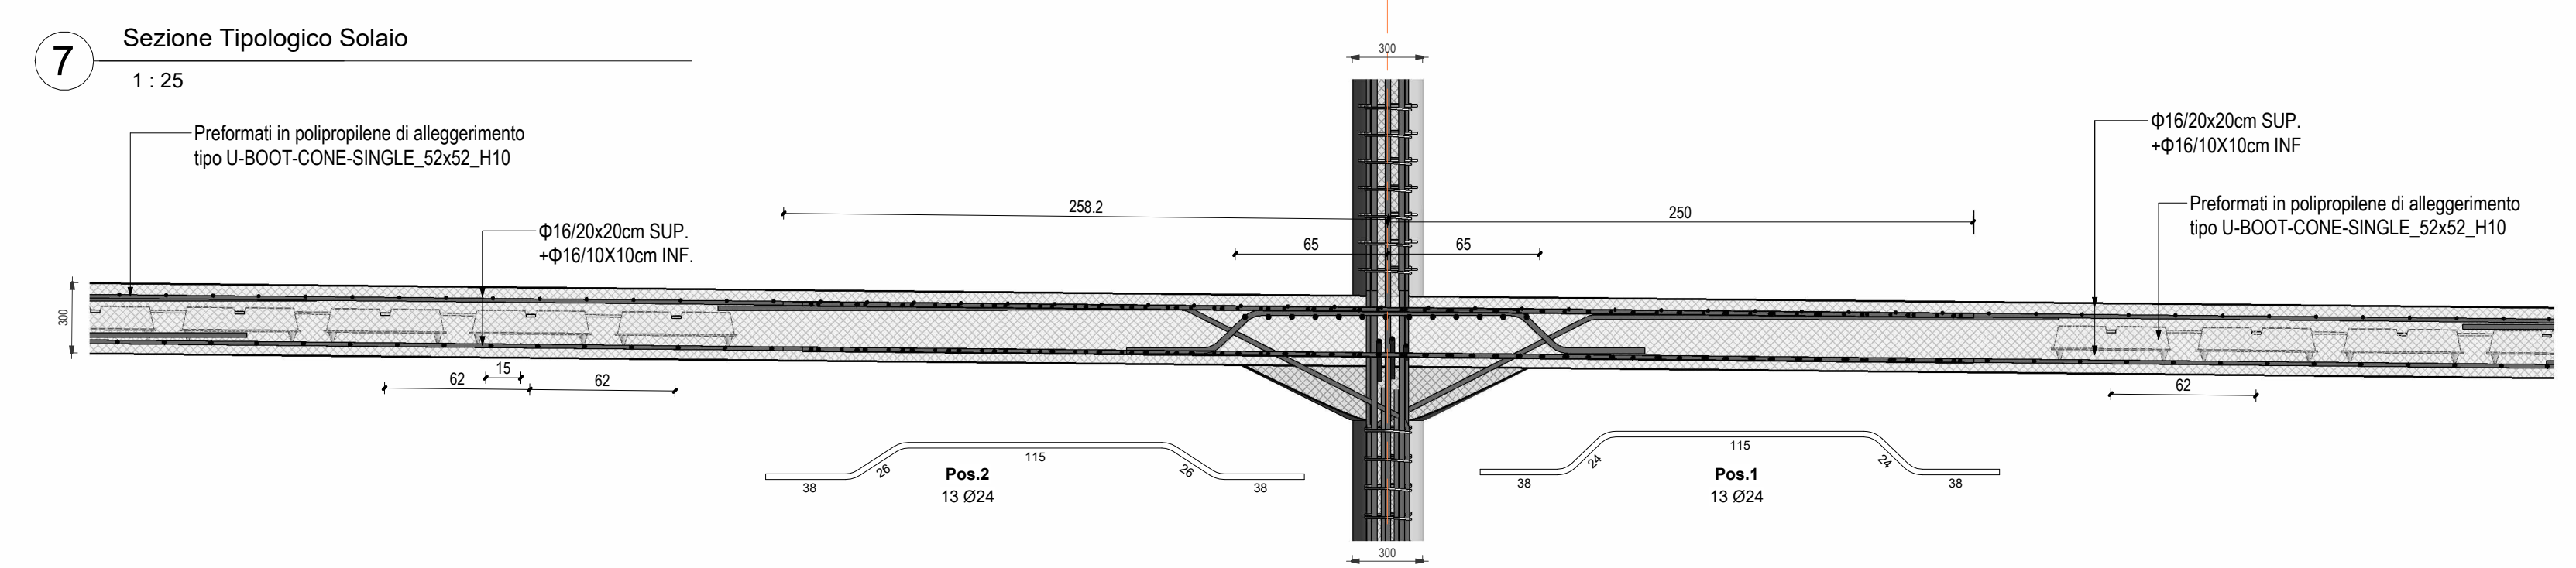 7
Sezione Tipologico Solaio
1 : 25
300
Preformati in polipropilene di alleggerimento
tipo U-BOOT-CONE-SINGLE_52x52_H10
Φ16/20x20cm SUP.
+Φ16/10X10cm INF
Preformati in polipropilene di alleggerimento
tipo U-BOOT-CONE-SINGLE_52x52_H10
258.2
250
Φ16/20x20cm SUP.
+Φ16/10X10cm INF.
65
65
300
15
62
62
62
115
26
26
Pos.2
38
38
13 Ø24
115
24
24
Pos.1
38
38
13 Ø24
300